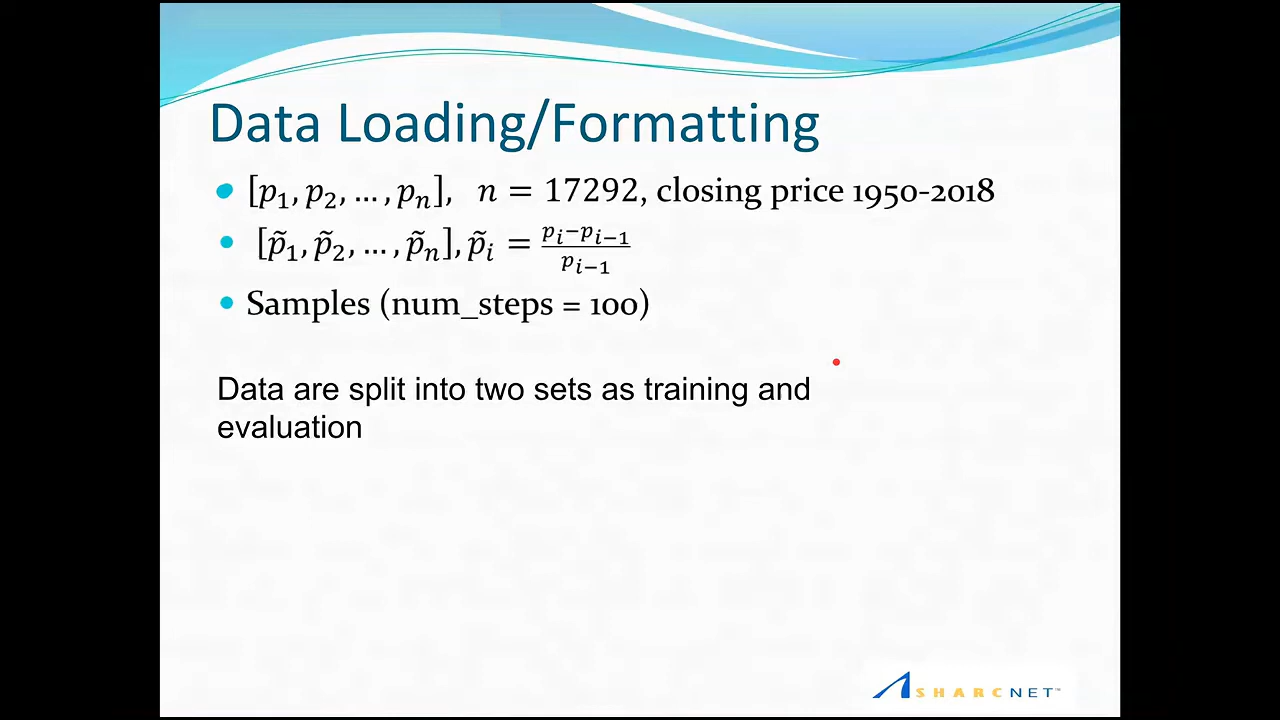 Data Loading/Formatting
[p₁, p₂, …, pₙ], n = 17292, closing price 1950-2018
[p̃₁, p̃₂, …, p̃ₙ], p̃ᵢ = (pᵢ−pᵢ₋₁)/pᵢ₋₁
Samples (num_steps = 100)
Data are split into two sets as training and
evaluation
SHARCNET™